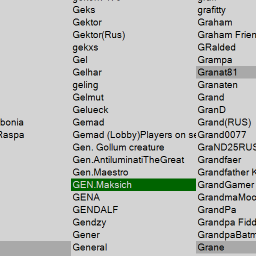 bonia
Raspa
Geks
Gektor
Gektor(Rus)
gekxs
Gel
Gelhar
geling
Gelmut
Gelueck
Gemad
Gemad (Lobby)Players on se
Gen. Gollum creature
Gen.AntiluminatiTheGreat
Gen.Maestro
GEN.Maksich
GENA
GENDALF
Gendzy
Gener
General
grafitty
Graham
Graham Frien
GRalded
Grampa
Granat81
Granaten
Grand
GranD
Grand(RUS)
Grand0077
GraND25RUS
Grandfaer
Grandfather K
GrandGamer
GrandmaMoo
GrandPa
Grandpa Fidd
GrandpaBatm
Grane